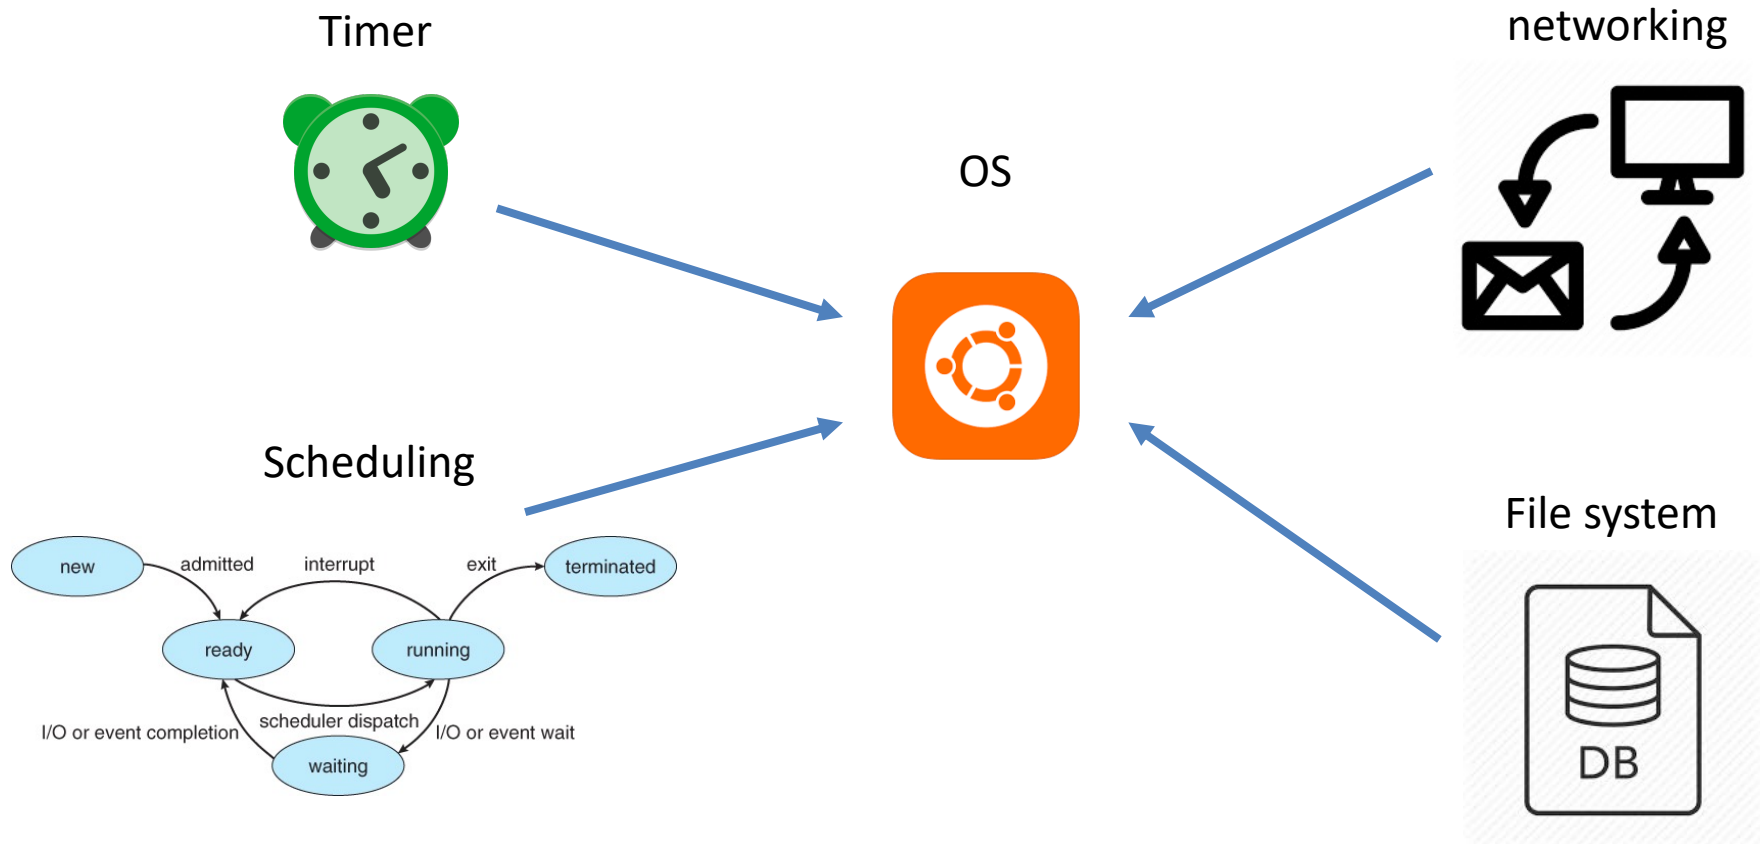 Timer
networking
OS
Scheduling
File system
new
admitted
interrupt
exit
terminated
ready
running
scheduler dispatch
I/O or event completion
I/O or event wait
waiting
DB